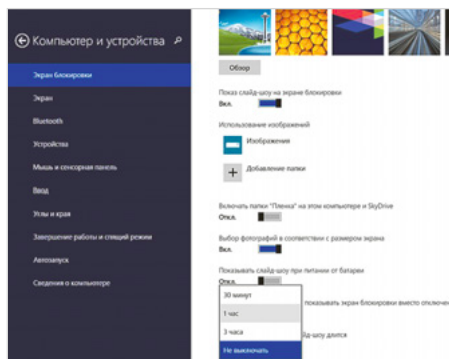 Компьютер и устройства
Экран блокировки
Экран
Bluetooth
Устройства
Мышь и сенсорная панель
Ввод
Углы и края
Завершение работы и спящий режим
Автозапуск
Сведения о компьютере
Обзор
Показ слайд-шоу на экране блокировки
Вкл.
Использование изображений
Изображения
Добавление папки
Включать папки "Пленка" на этом компьютере и SkyDrive
Откл.
Выбор фотографий в соответствии с размером экрана
Вкл.
Показывать слайд-шоу при питании от батареи
Откл.
30 минут
показывать экран блокировки вместо отключен
1 час
3 часа
йд-шоу длится
Не выключать